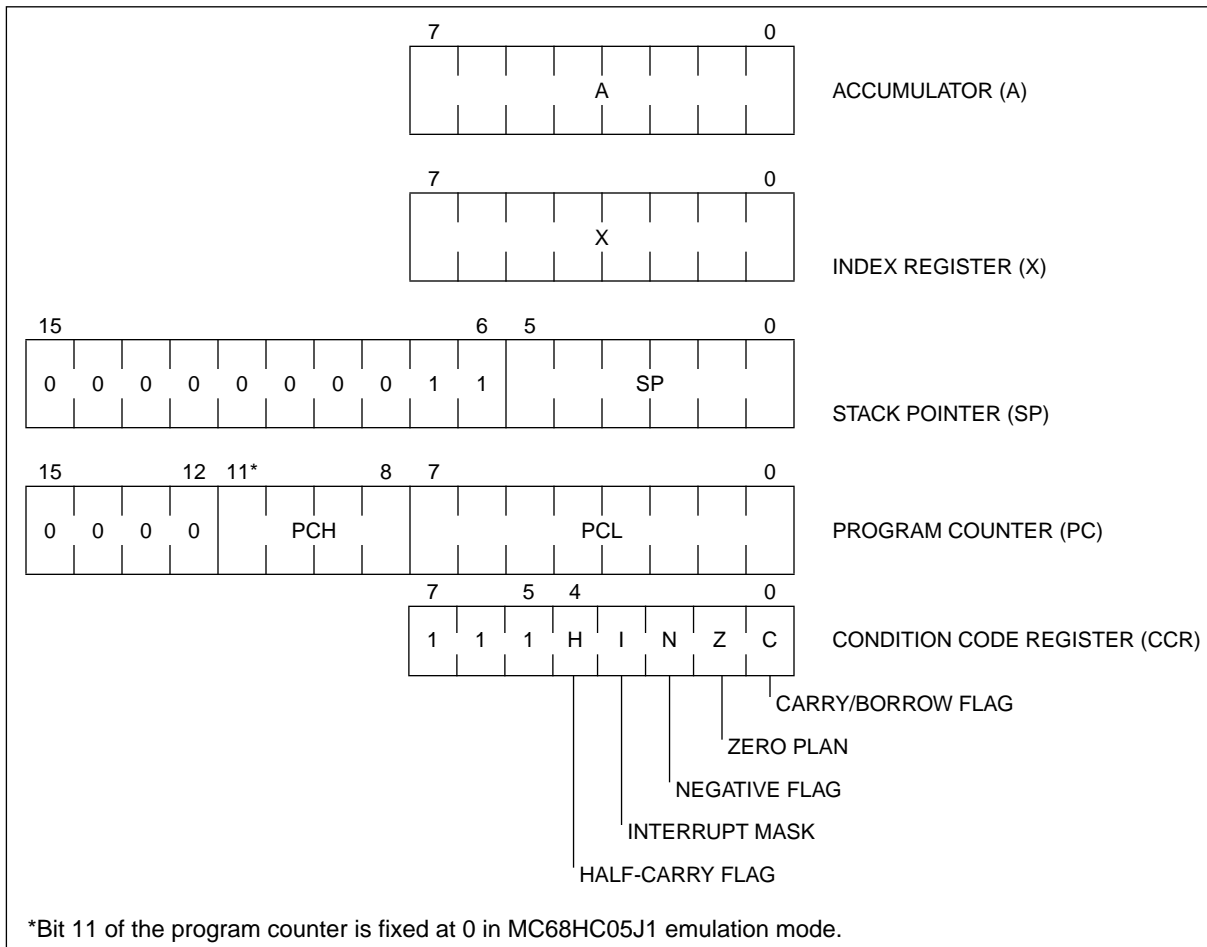 7 0
A
ACCUMULATOR (A)
7 0
X
INDEX REGISTER (X)
15 6 5 0
0 0 0 0 0 0 0 0 1 1 SP
STACK POINTER (SP)
15 12 11* 8 7 0
0 0 0 0 PCH PCL PROGRAM COUNTER (PC)
7 5 4 0
1 1 1 H I N Z C CONDITION CODE REGISTER (CCR)
CARRY/BORROW FLAG
ZERO PLAN
NEGATIVE FLAG
INTERRUPT MASK
HALF-CARRY FLAG
*Bit 11 of the program counter is fixed at 0 in MC68HC05J1 emulation mode.